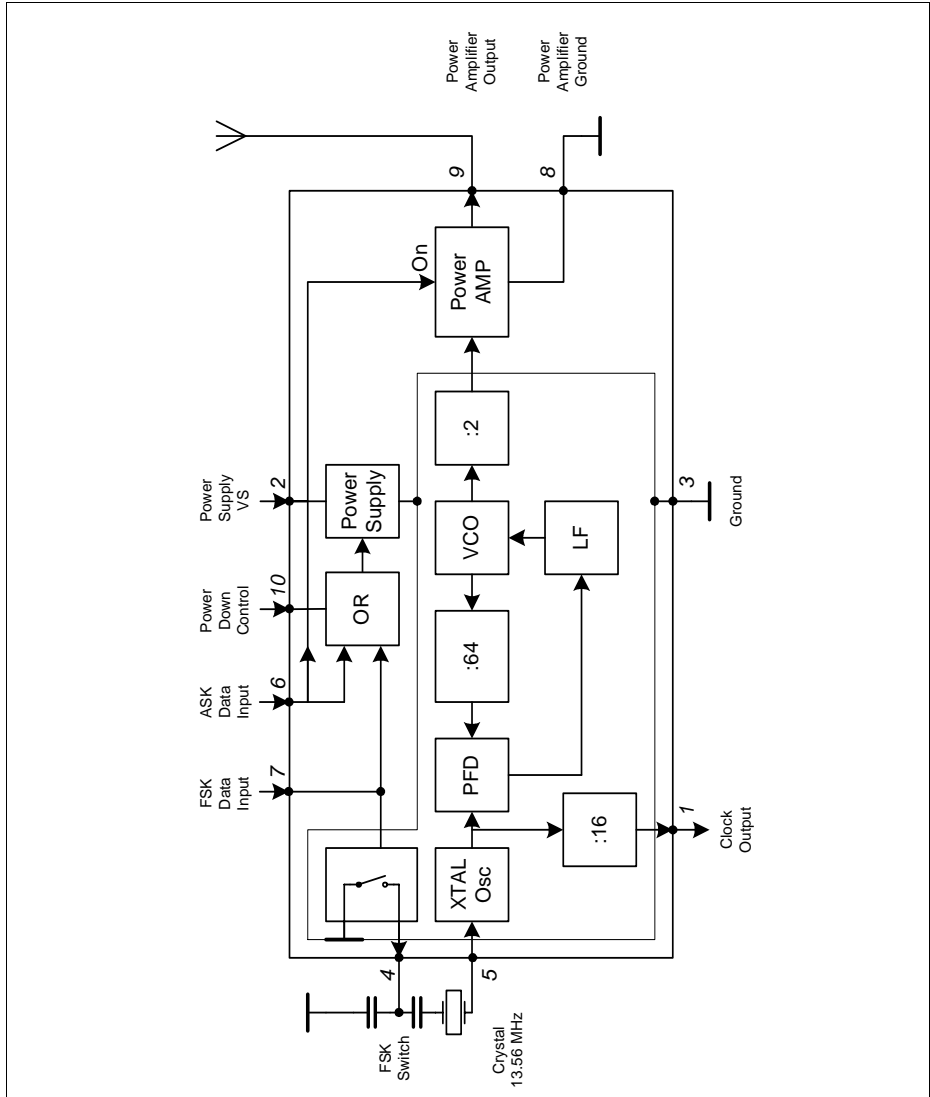 Power
Amplifier
Output
Power
Amplifier
Ground
9
8
On
Power
AMP
:2
Power
Supply
VS
2
Power
Supply
3
Ground
VCO
LF
Power
Down
Control
10
OR
:64
ASK
Data
Input
6
FSK
Data
Input
7
PFD
:16
1
Clock
Output
XTAL
Osc
4
5
FSK
Switch
Crystal
13.56 MHz